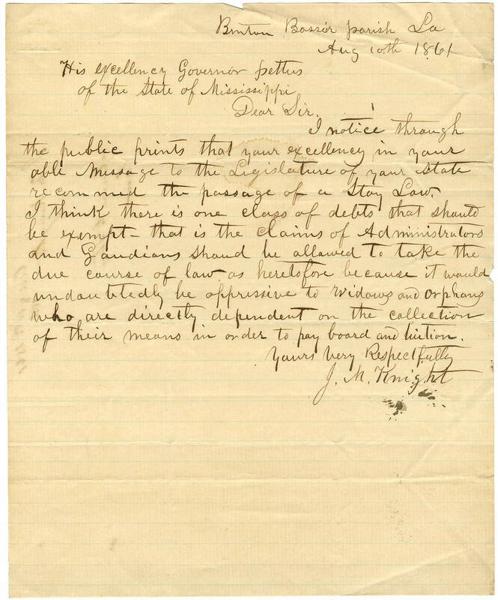 Benton Bossier parish La
Aug 10th 1861
His excellency Governor pettus
of the State of Mississippi
Dear Sir.
I notice through
the public prints that your excellency in your
able Message to the Legislature of your State
recommed the passage of a Stay Law.
I think there is one class of debts that should
be exempt - that is the claims of Administrators
and Gaudians shoud be allowed to take the
due course of law as heretofore because it would
undoubtedly be oppressive to widows and orphans
who are directly dependent on the collection
of their means in order to pay board and tuition.
Yours Very Respectfully
J. M. Knight